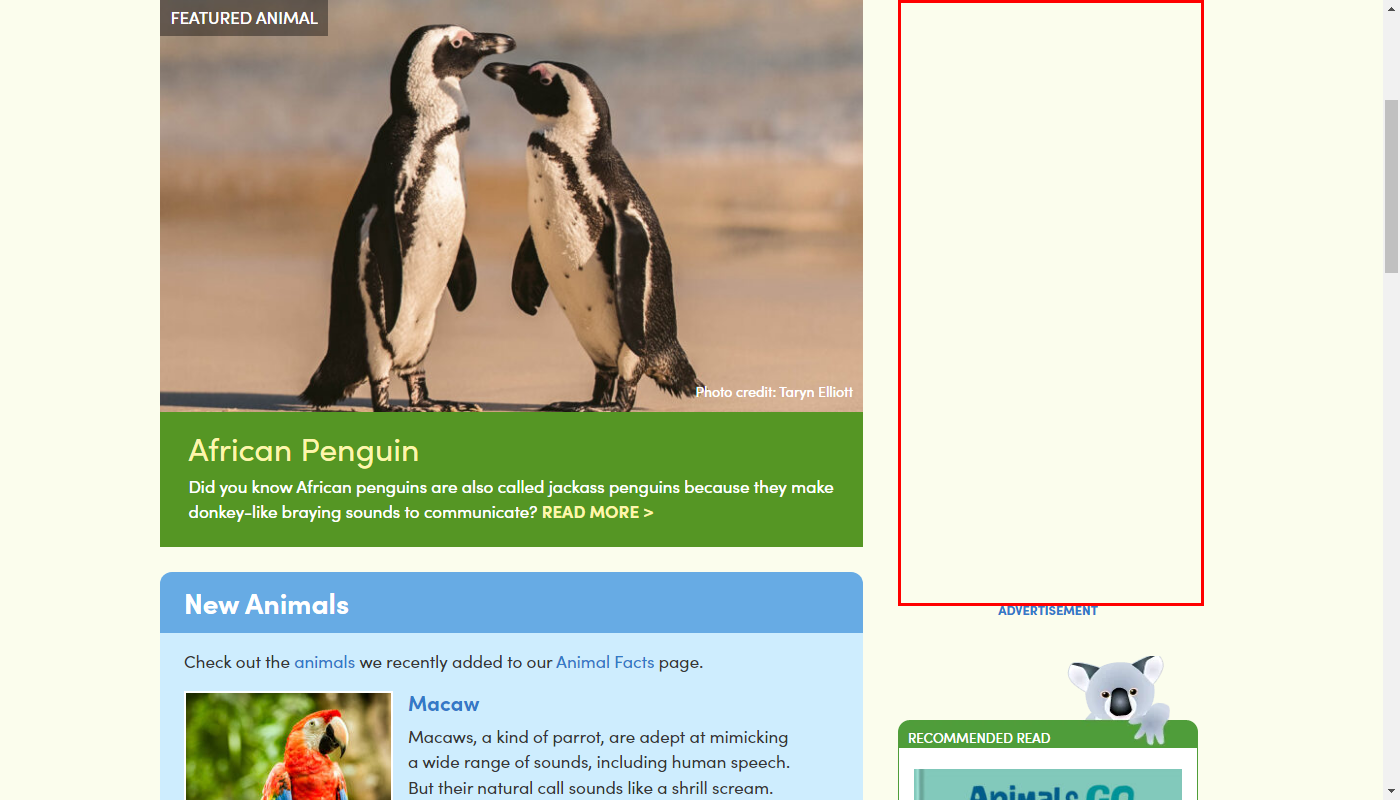 FEATURED ANIMAL
Photo credit: Taryn Elliott
African Penguin
Did you know African penguins are also called jackass penguins because they make
donkey-like braying sounds to communicate? READ MORE >
New Animals
Check out the animals we recently added to our Animal Facts page.
Macaw
Macaws, a kind of parrot, are adept at mimicking
a wide range of sounds, including human speech.
But their natural call sounds like a shrill scream.
ADVERTISEMENT
RECOMMENDED READ
Animals GO